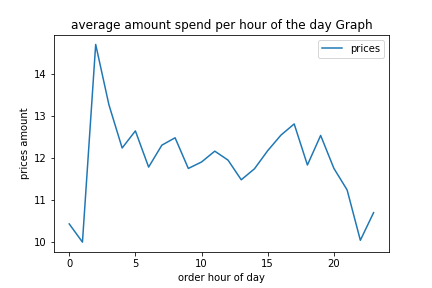 average amount spend per hour of the day Graph
prices
prices amount
14
13
12
11
10
0 5 10 15 20
order hour of day